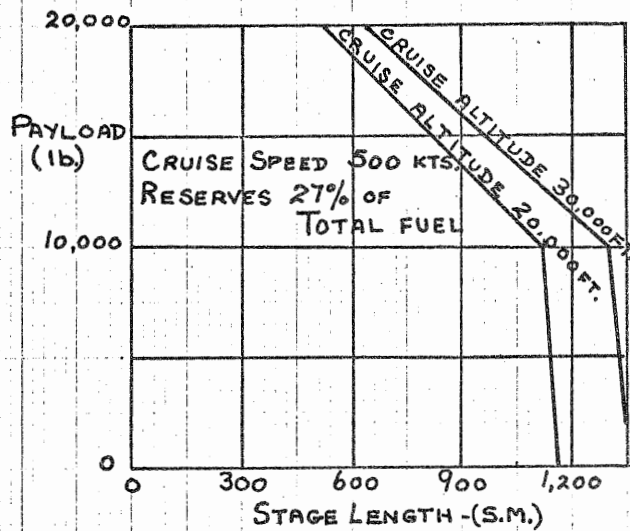 20,000
PAYLOAD
(lb.)
CRUISE ALTITUDE 30,000 FT.
CRUISE ALTITUDE 20,000 FT.
CRUISE SPEED 500 KTS.
RESERVES 27% OF
TOTAL FUEL
10,000
0
0 300 600 900 1,200
STAGE LENGTH-(S.M.)